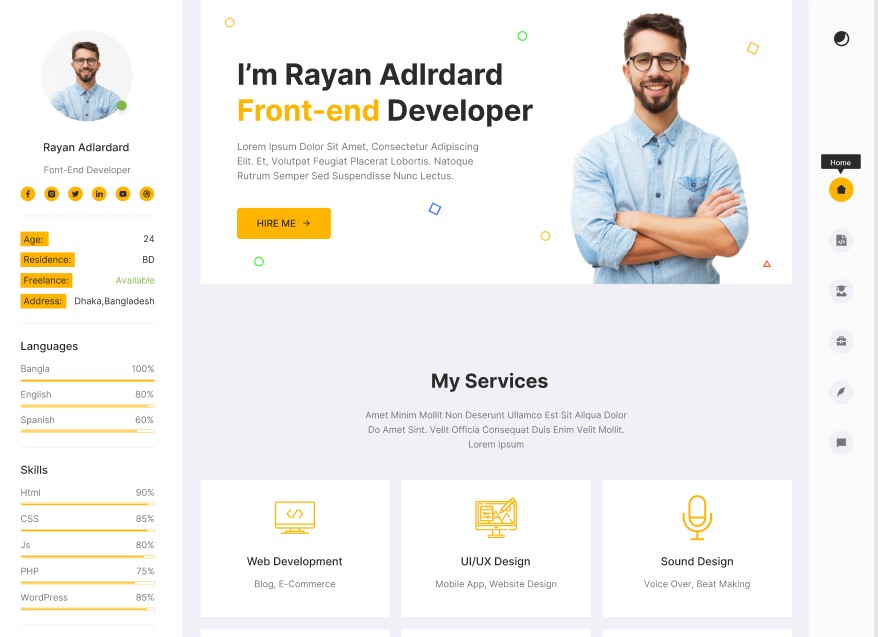 Rayan Adlardard
Font-End Developer
Age: 24
Residence: BD
Freelance: Available
Address: Dhaka,Bangladesh
Languages
Bangla 100%
English 80%
Spanish 60%
Skills
Html 90%
CSS 85%
Js 80%
PHP 75%
WordPress 85%
I'm Rayan Adlrdard
Front-end Developer
Lorem Ipsum Dolor Sit Amet, Consectetur Adipiscing
Elit. Et, Volutpat Feugiat Placerat Lobortis. Natoque
Rutrum Semper Sed Suspendisse Nunc Lectus.
HIRE ME →
My Services
Amet Minim Mollit Non Deserunt Ullamco Est Sit Aliqua Dolor
Do Amet Sint. Velit Officia Consequat Duis Enim Velit Mollit.
Lorem Ipsum
Web Development
Blog, E-Commerce
UI/UX Design
Mobile App, Website Design
Sound Design
Voice Over, Beat Making
Home